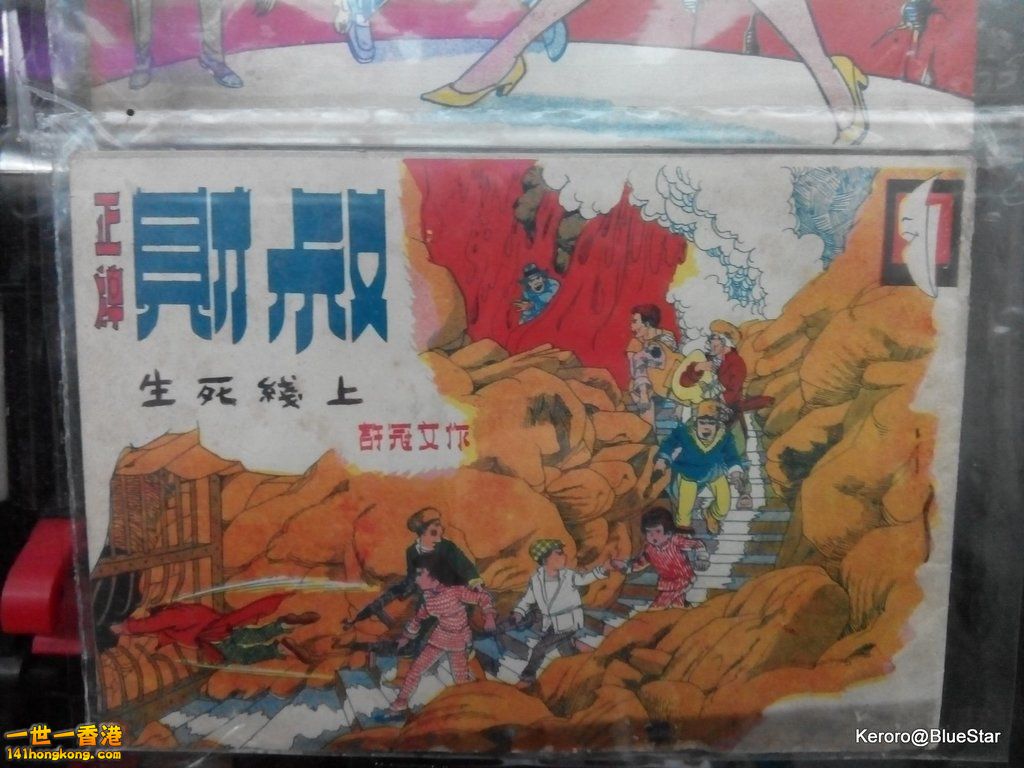 正牌
財叔
生死綫上
許冠文作
一世一香港
141hongkong.com
Keroro@BlueStar